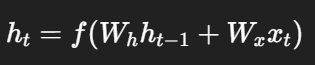 h_t = f(W_h h_{t-1} + W_x x_t)